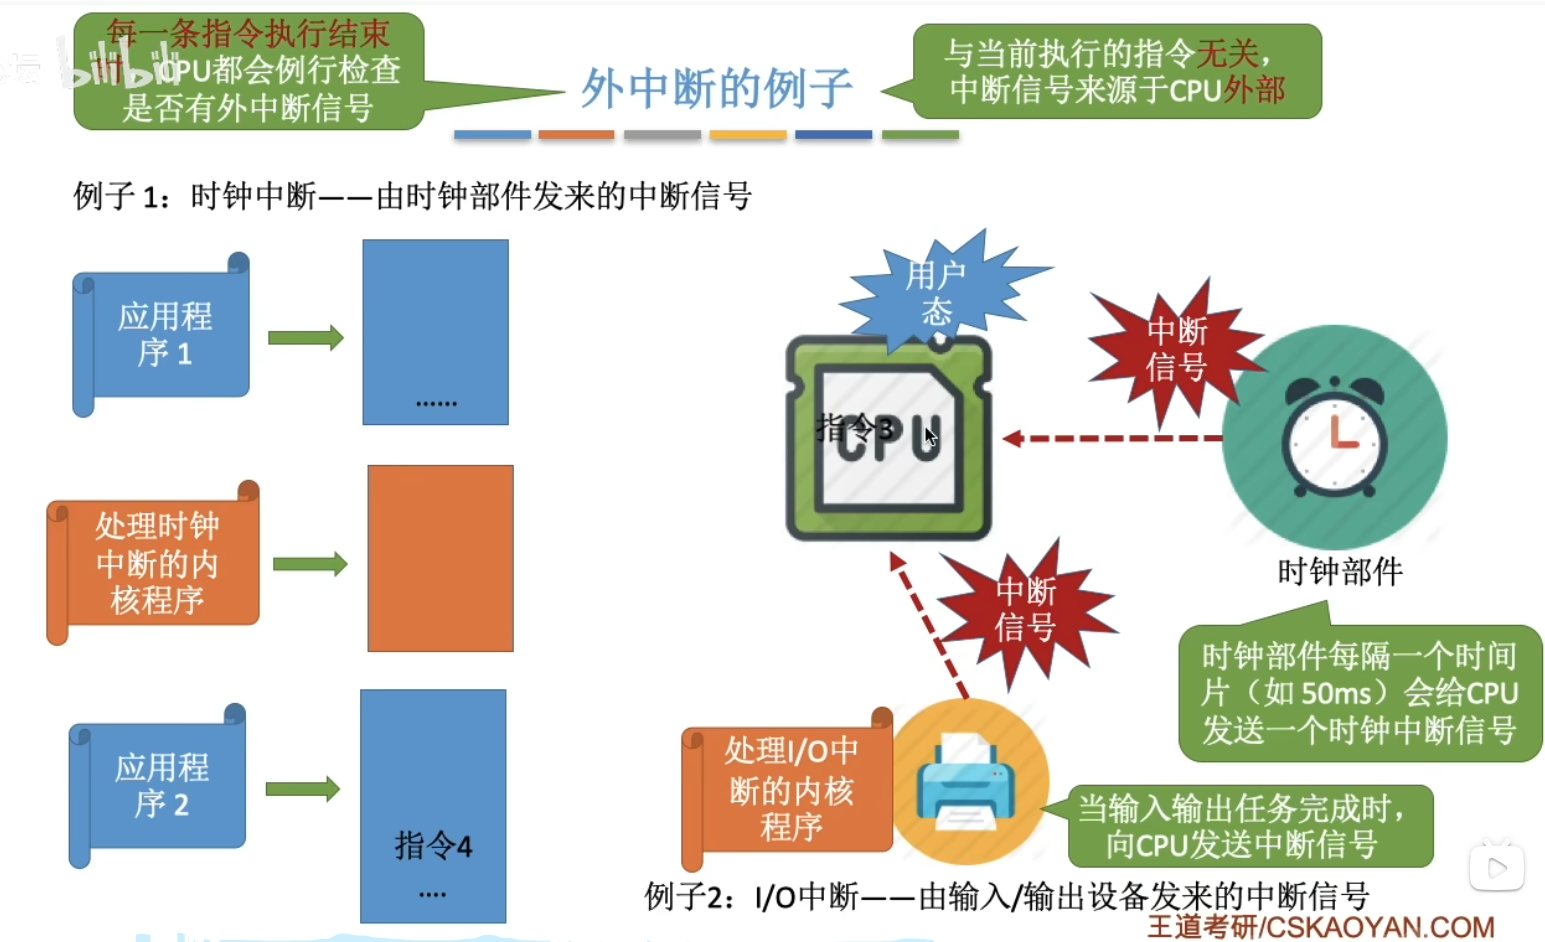 每一条指令执行结束
时，CPU都会例行检查
是否有外中断信号
bilibili
外中断的例子
与当前执行的指令无关，
中断信号来源于CPU外部
例子 1：时钟中断——由时钟部件发来的中断信号
应用程
序 1
......
用户
态
中断
信号
指令3
CPU
处理时钟
中断的内
核程序
时钟部件
中断
信号
时钟部件每隔一个时间
片（如 50ms）会给CPU
发送一个时钟中断信号
应用程
序 2
指令4
....
处理I/O中
断的内核
程序
当输入输出任务完成时，
向CPU发送中断信号
例子2：I/O中断——由输入/输出设备发来的中断信号
王道考研/CSKAOYAN.COM